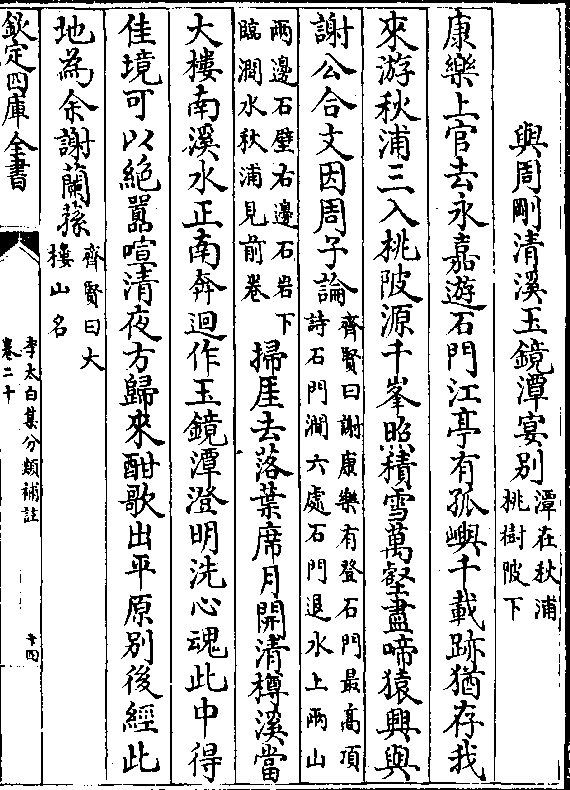 與周剛清溪玉鏡潭宴別潭在秋浦
桃樹陂下
康樂上官去永嘉遊石門江亭有孤嶼千載跡猶存我
來游秋浦三入桃陂源千峯照積雪萬壑盡啼猿興與
謝公合文因周子論齊賢曰謝康樂有登石門最高頂
詩石門澗六處石門退水上兩山
兩邊石壁右邊石岩下
臨澗水秋浦見前卷掃崖去落葉席月開清樽溪當
大樓南溪水正南奔迴作玉鏡潭澄明洗心魂此中得
佳境可以絕囂喧清夜方歸來酣歌出平原別後經此
地為余謝蘭蓀齊賢曰大
樓山名
欽定四庫全書
李太白集分類補註
卷二十
十四